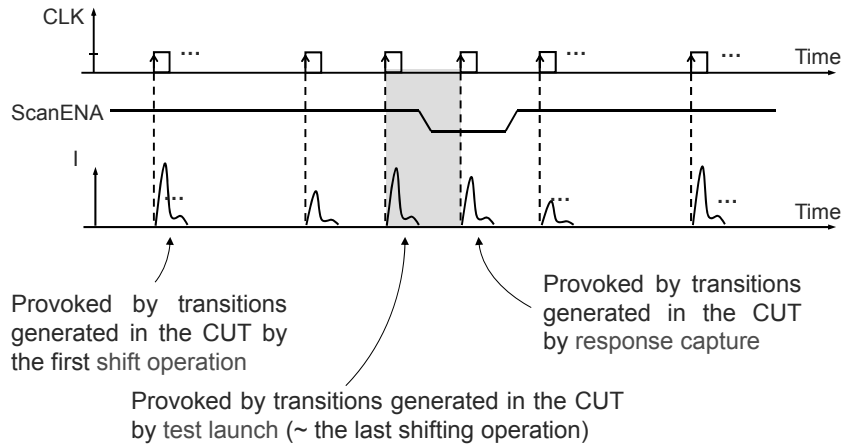 CLK
...
...
Time
ScanENA
I
...
...
...
Time
Provoked by transitions
generated in the CUT by
the first shift operation
Provoked by transitions
generated in the CUT
by response capture
Provoked by transitions generated in the CUT
by test launch (~ the last shifting operation)